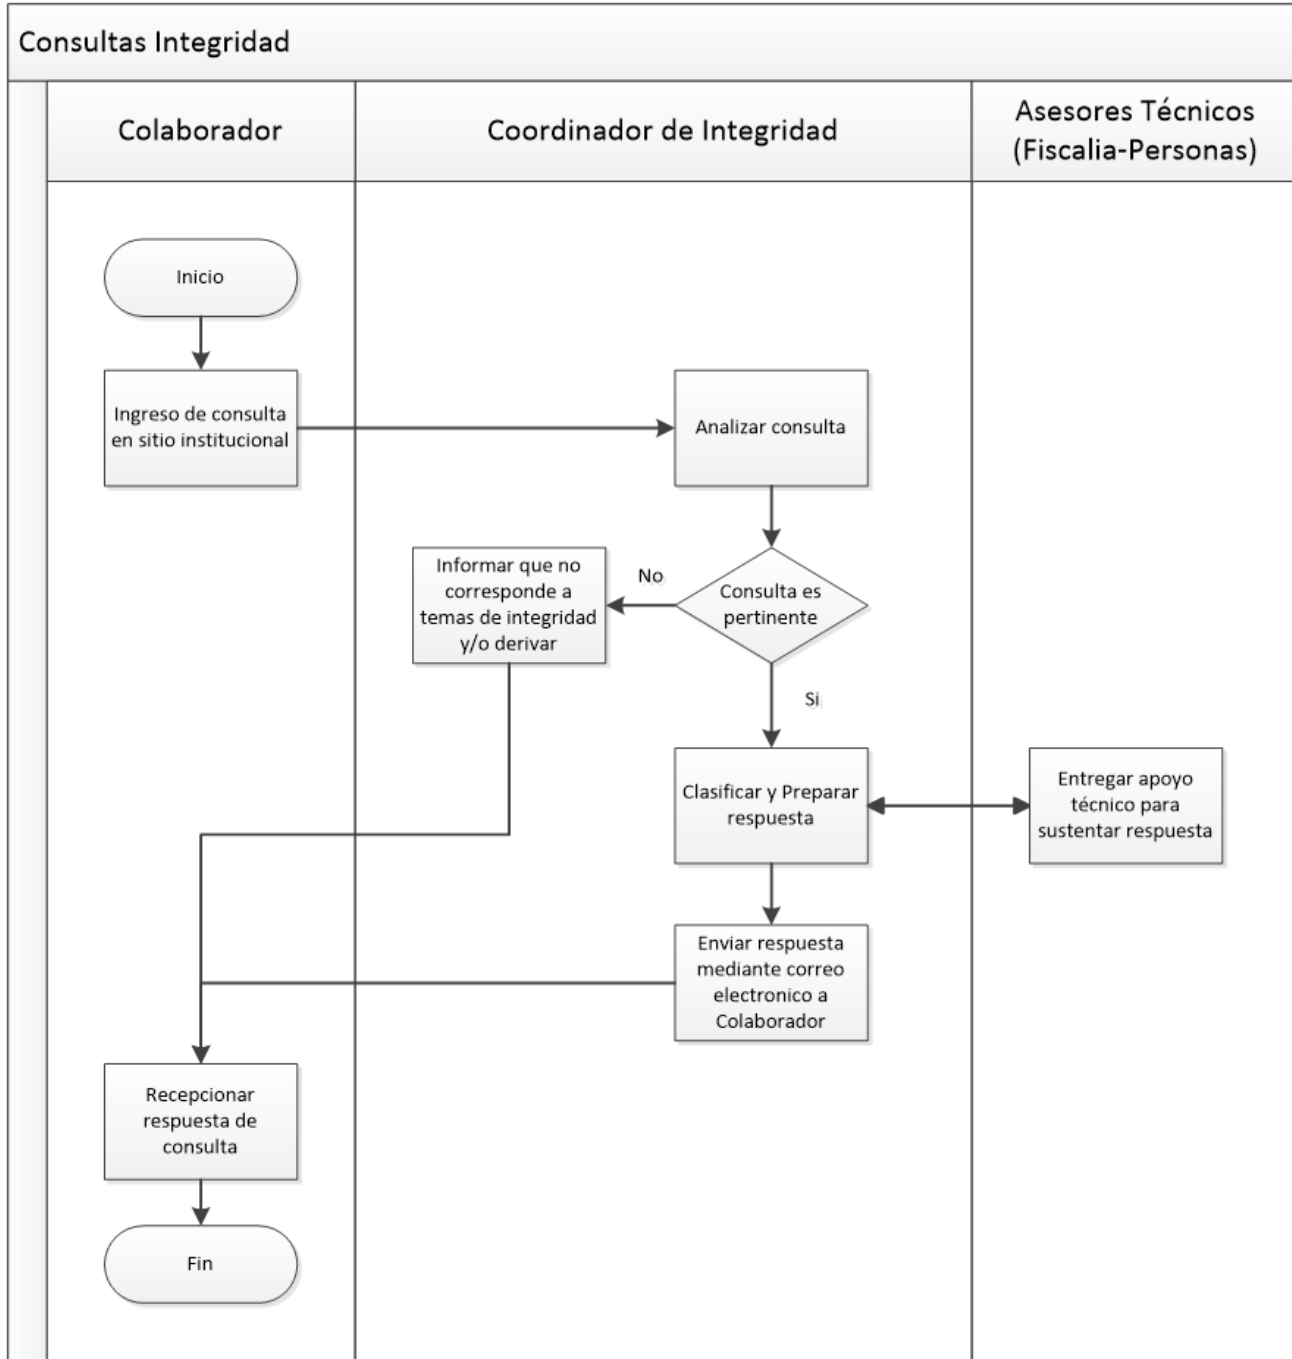 Consultas Integridad
Colaborador
Coordinador de Integridad
Asesores Técnicos
(Fiscalia-Personas)
Inicio
Ingreso de consulta
en sitio institucional
Analizar consulta
Informar que no
corresponde a
temas de integridad
y/o derivar
No
Consulta es
pertinente
Si
Clasificar y Preparar
respuesta
Entregar apoyo
técnico para
sustentar respuesta
Enviar respuesta
mediante correo
electronico a
Colaborador
Recepcionar
respuesta de
consulta
Fin